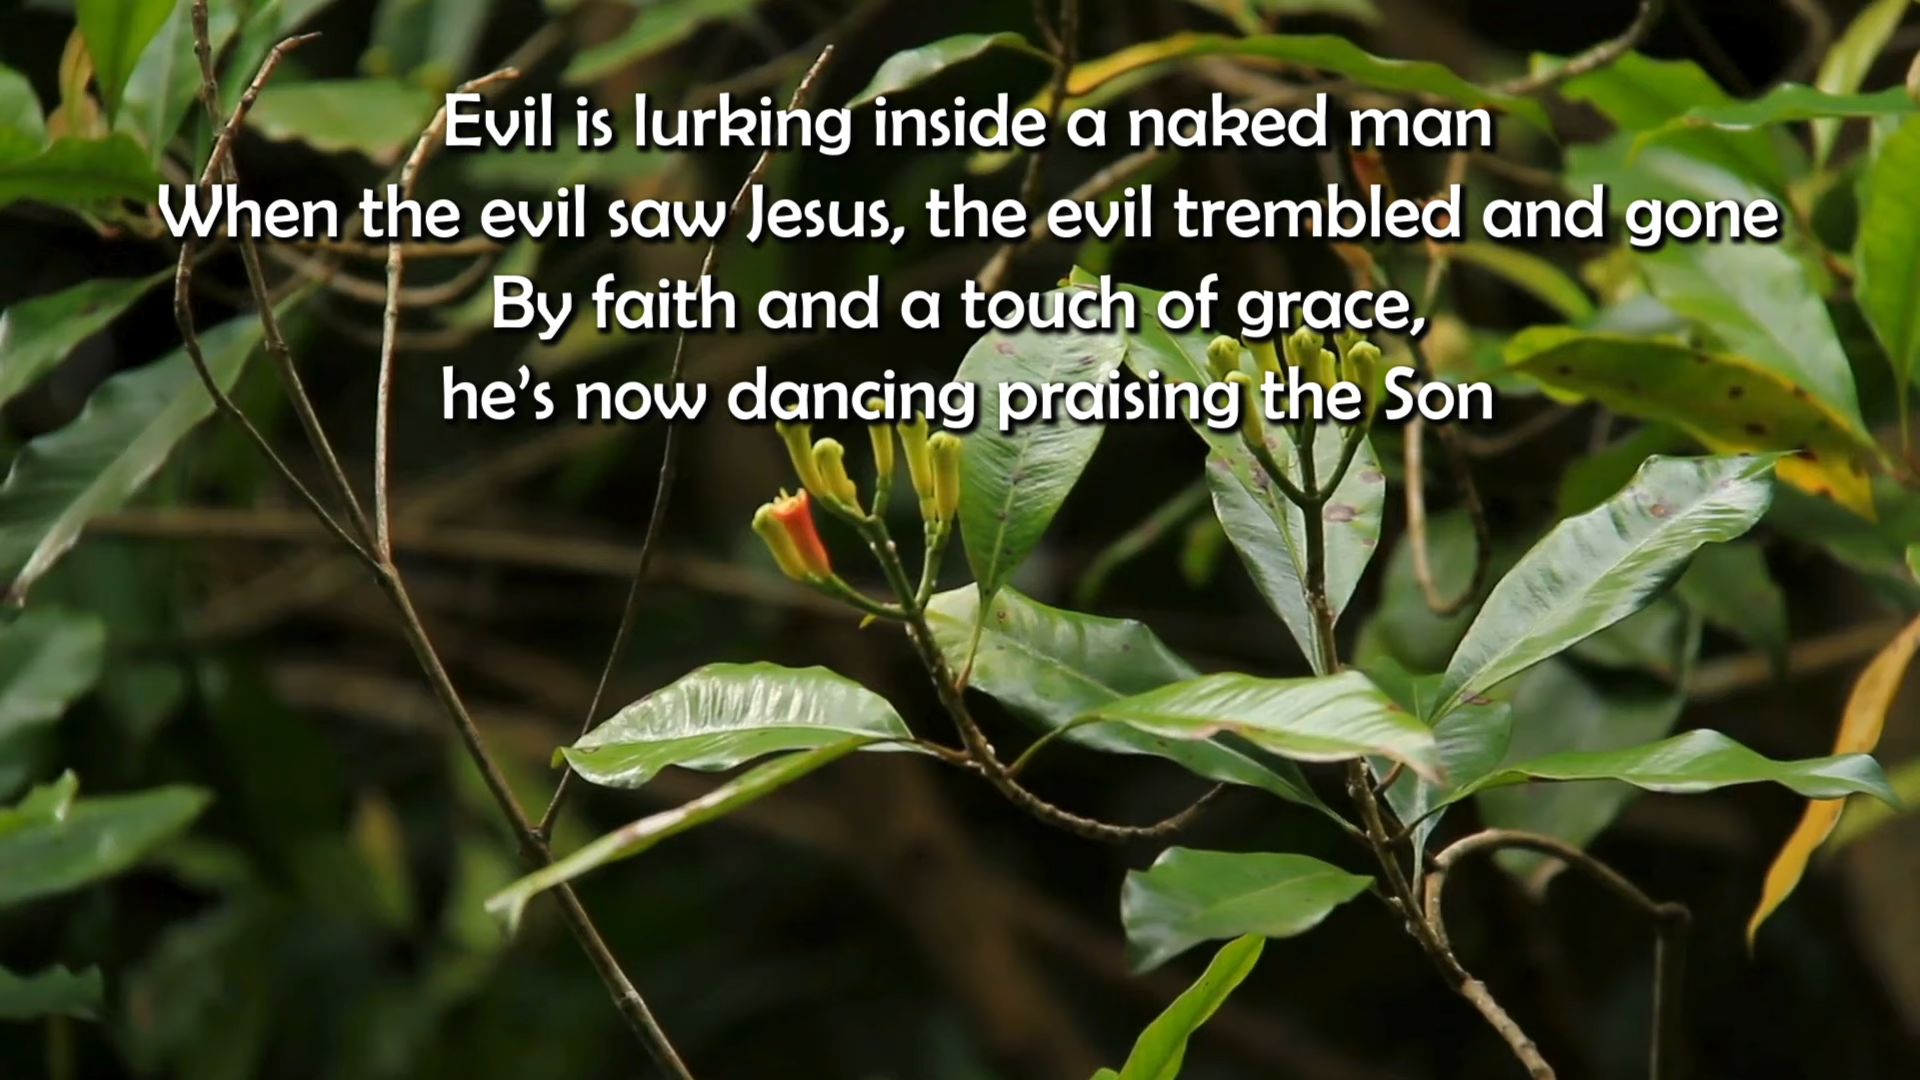 Evil is lurking inside a naked man
When the evil saw Jesus, the evil trembled and gone
By faith and a touch of grace,
he’s now dancing praising the Son